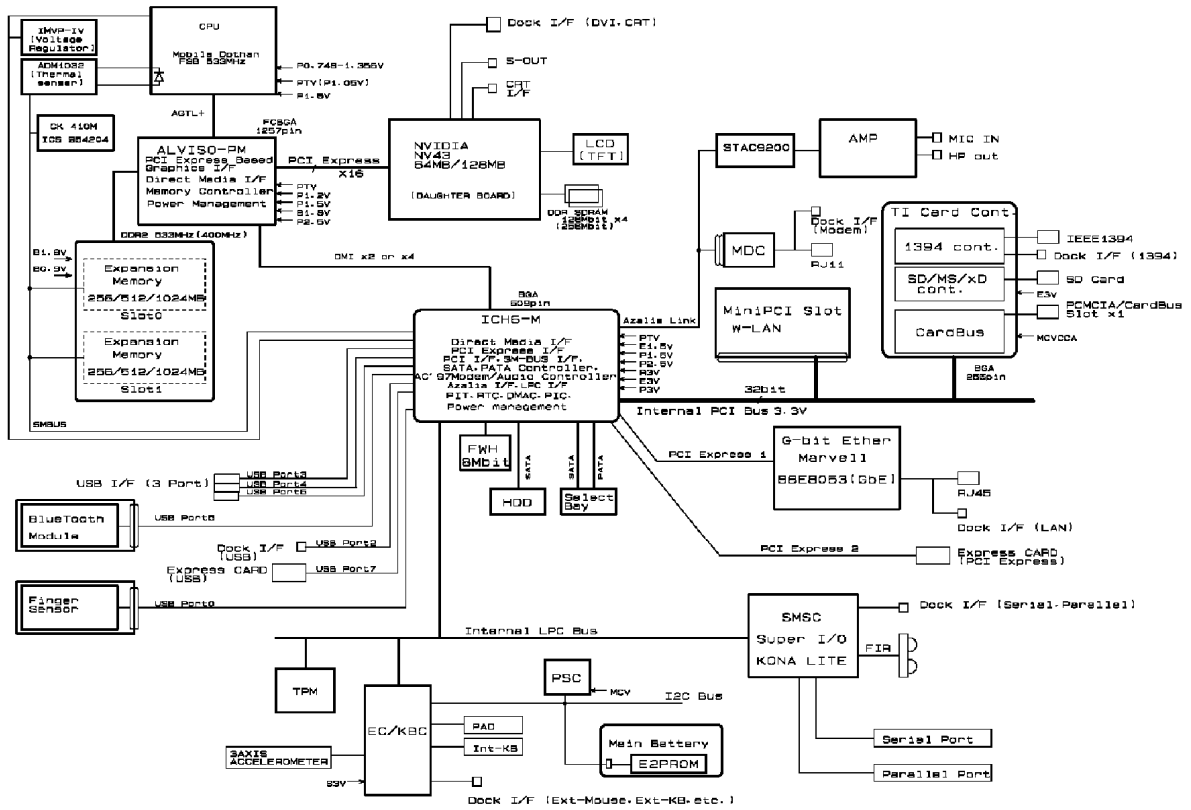 IMVP-IV
(Voltage
Regulator)
ADM1032
(Thermal
sensor)
CK 410M
ICS 954204
CPU
Mobile Dothan
FSB 533MHz
P0.748-1.356V
PTV(P1.05V)
P1.8V
AGTL+
FCBGA
1257pin
ALVISO-PM
PCI Express Based
Graphics I/F
Direct Media I/F
Memory Controller
Power Management
PCI Express
X16
PTV
P1.2V
P1.5V
B1.8V
P2.5V
DDR2 533MHz(400MHz)
B1.8V
B0.9V
Expansion
Memory
256/512/1024MB
Slot0
Expansion
Memory
256/512/1024MB
Slot1
SMBUS
DMI x2 or x4
Dock I/F (DVI,CRT)
S-OUT
CRT
I/F
NVIDIA
NV43
64MB/128MB
(DAUGHTER BOARD)
LCD
(TFT)
DDR SDRAM
128Mbit x4
(256Mbit)
STAC9200
AMP
MIC IN
HP out
MDC
Dock I/F
(Modem)
RJ11
TI Card Cont.
1394 cont.
SD/MS/xD
cont.
CardBus
IEEE1394
Dock I/F (1394)
SD Card
E3V
PCMCIA/CardBus
Slot x1
MCVCCA
BGA
288pin
MiniPCI Slot
W-LAN
32bit
Internal PCI Bus 3.3V
BGA
609pin
ICH6-M
Direct Media I/F
PCI Express I/F
PCI I/F,SM-BUS I/F,
SATA,PATA Controller,
AC'97Modem/Audio Controller
Azalia I/F,LPC I/F
PIT,RTC,DMAC,PIC,
Power management
Azalia Link
PTV
E1.5V
P1.5V
P2.5V
R3V
E3V
P3V
FWH
8Mbit
SATA
HDD
SATA
PATA
Select
Bay
PCI Express 1
G-bit Ether
Marvell
88E8053(GbE)
RJ45
Dock I/F (LAN)
PCI Express 2
Express CARD
(PCI Express)
USB I/F (3 Port)
USB Port3
USB Port4
USB Port5
BlueTooth
Module
USB Port6
Dock I/F
(USB)
USB Port2
Express CARD
(USB)
USB Port7
Finger
Sensor
USB Port0
Internal LPC Bus
TPM
EC/KBC
3AXIS
ACCELEROMETER
S3V
PAD
Int-KB
Dock I/F (Ext-Mouse,Ext-KB,etc.)
PSC
MCV
I2C Bus
Main Battery
E2PROM
SMSC
Super I/O
KONA LITE
Dock I/F (Serial,Parallel)
FIR
Serial Port
Parallel Port